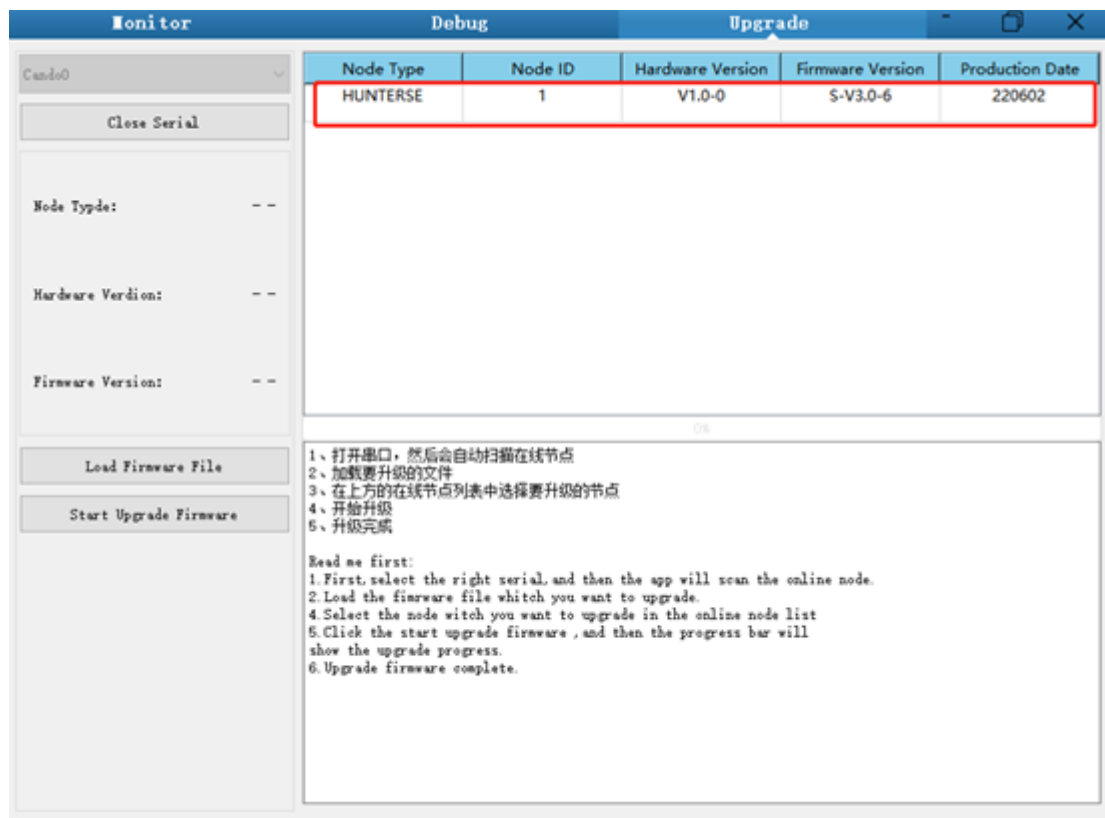 Monitor Debug Upgrade
Cando0
Close Serial
Node Typde: --
Hardware Verdion: --
Firmware Version: --
Load Firmware File
Start Upgrade Firmware
Node Type Node ID Hardware Version Firmware Version Production Date
HUNTERSE 1 V1.0-0 S-V3.0-6 220602
0%
1、打开串口，然后会自动扫描在线节点
2、加载要升级的文件
3、在上方的在线节点列表中选择要升级的节点
4、开始升级
5、升级完成
Read me first:
1.First,select the right serial,and then the app will scan the online node.
2.Load the fimrware file whitch you want to upgrade.
4.Select the node witch you want to upgrade in the online node list
5.Click the start upgrade firmware ,and then the progress bar will
show the upgrade progress.
6.Upgrade firmware complete.